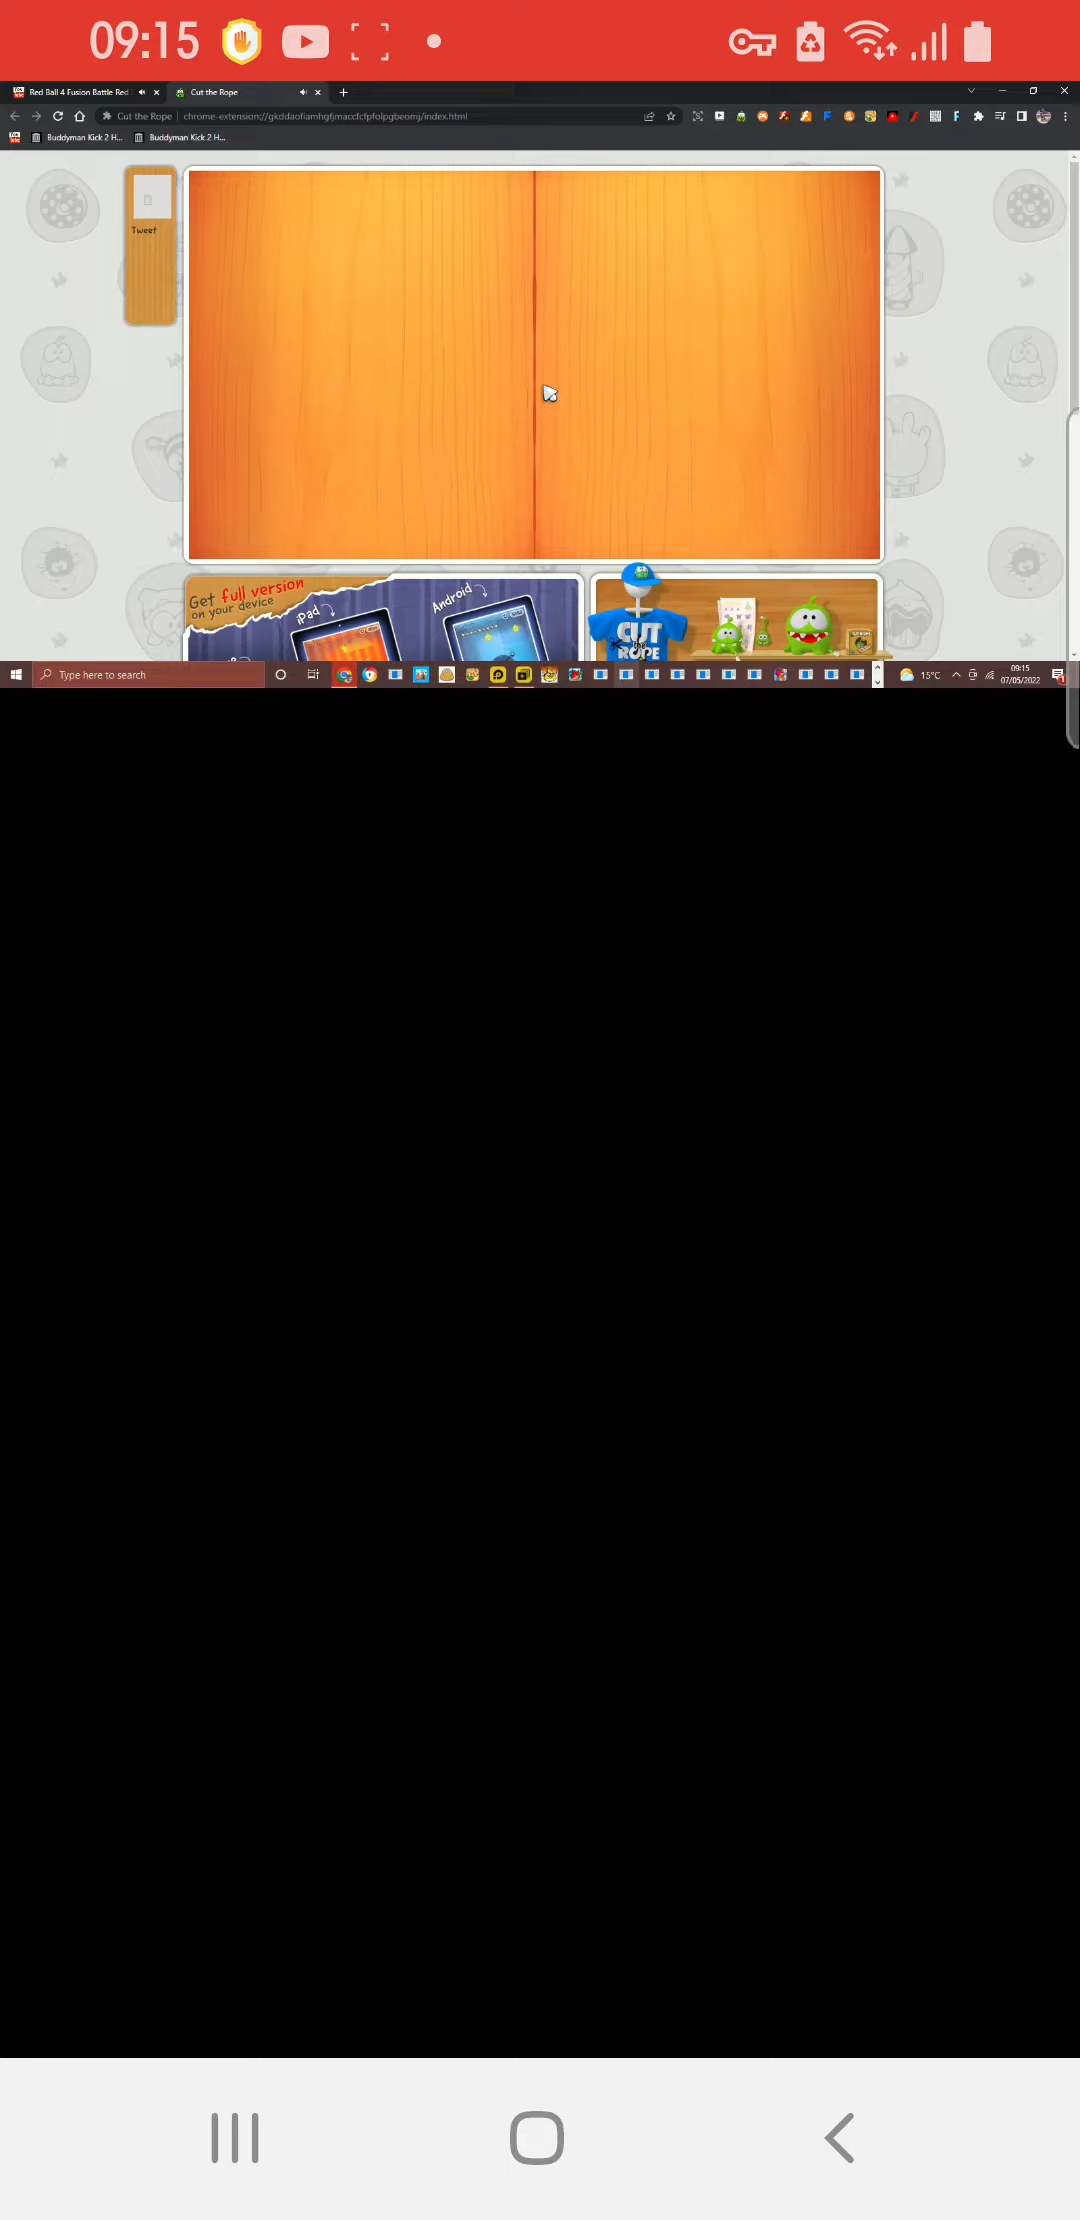 09:15
Red Ball 4 Fusion Battle Red
Cut the Rope
Cut the Rope | chrome-extension://gkddaofiamhgfjmaccfcfpfolpgbeomj/index.html
Buddyman Kick 2 H...
Buddyman Kick 2 H...
Tweet
Get full version
on your device
iPad
Android
CUT
the
ROPE
Type here to search
15°C
09:15
07/05/2022